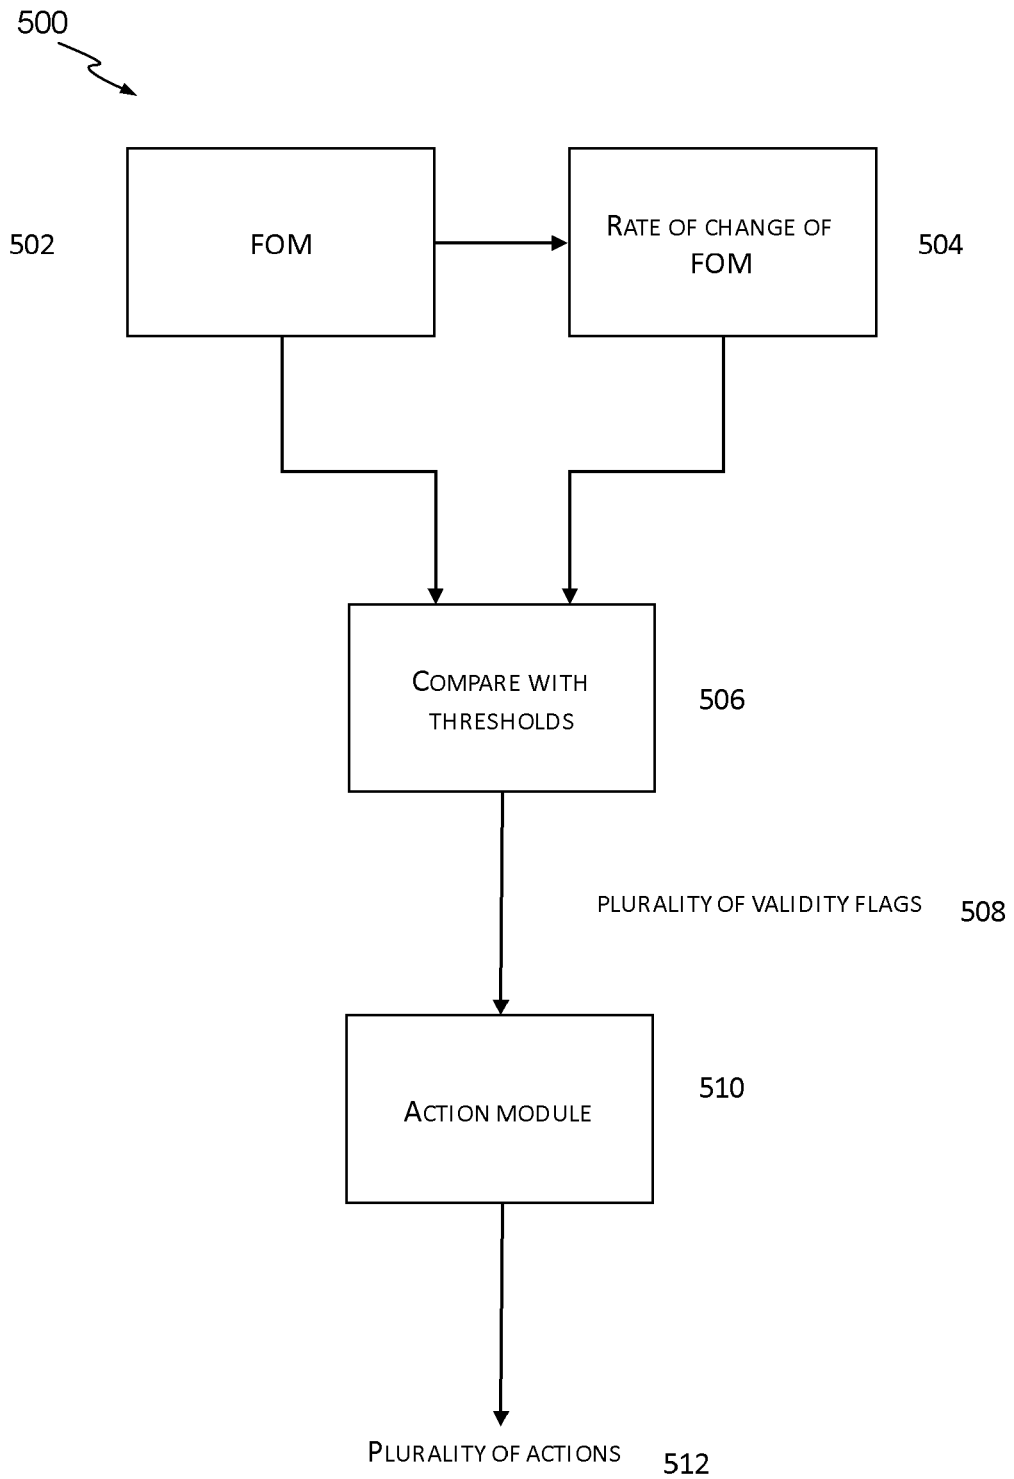 500
502
FOM
RATE OF CHANGE OF
FOM
504
COMPARE WITH
THRESHOLDS
506
PLURALITY OF VALIDITY FLAGS
508
ACTION MODULE
510
PLURALITY OF ACTIONS
512